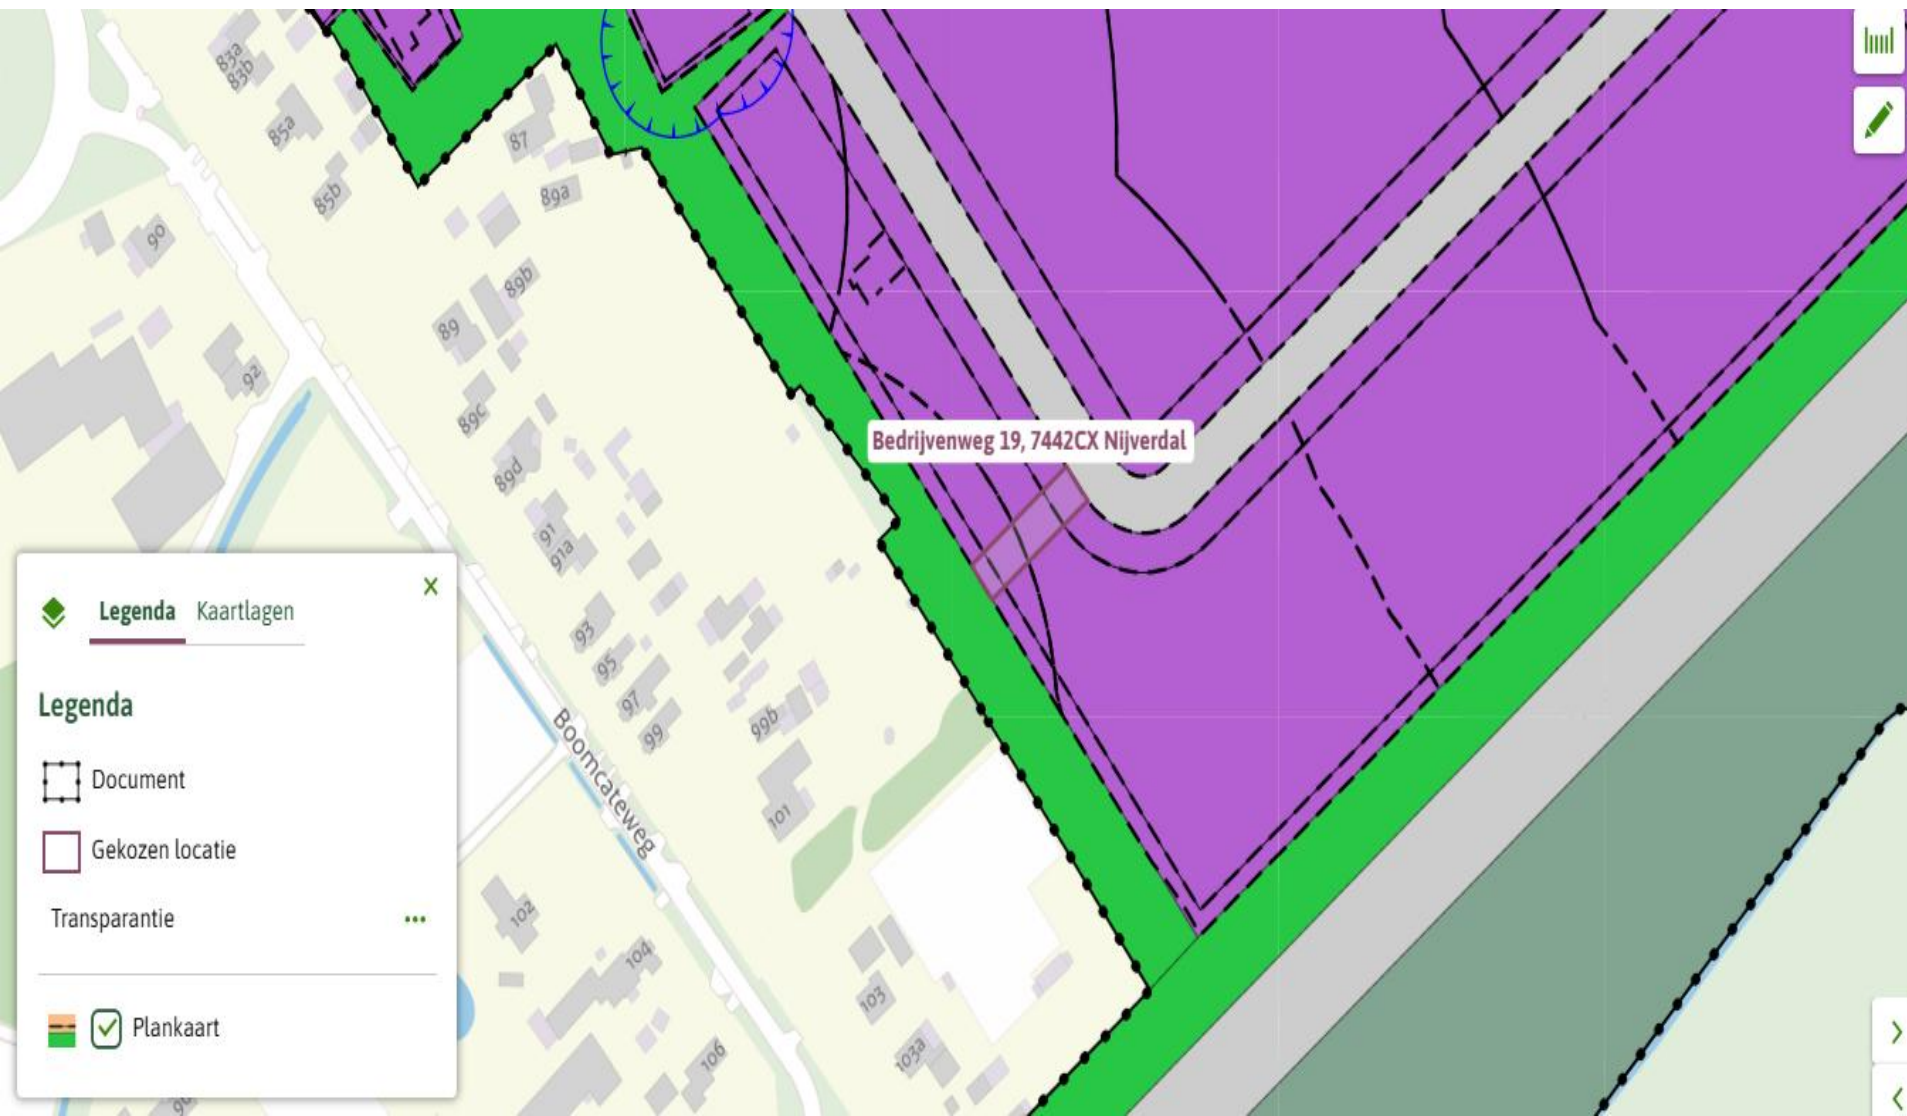 83a
83b
85a
85b
87
89a
90
89b
89
92
89c
89d
91
91a
Bedrijvenweg 19, 7442CX Nijverdal
93
95
97
99
99b
101
Boomcateweg
102
104
103
103a
106
Legenda
Kaartlagen
Legenda
Document
Gekozen locatie
Transparantie
Plankaart